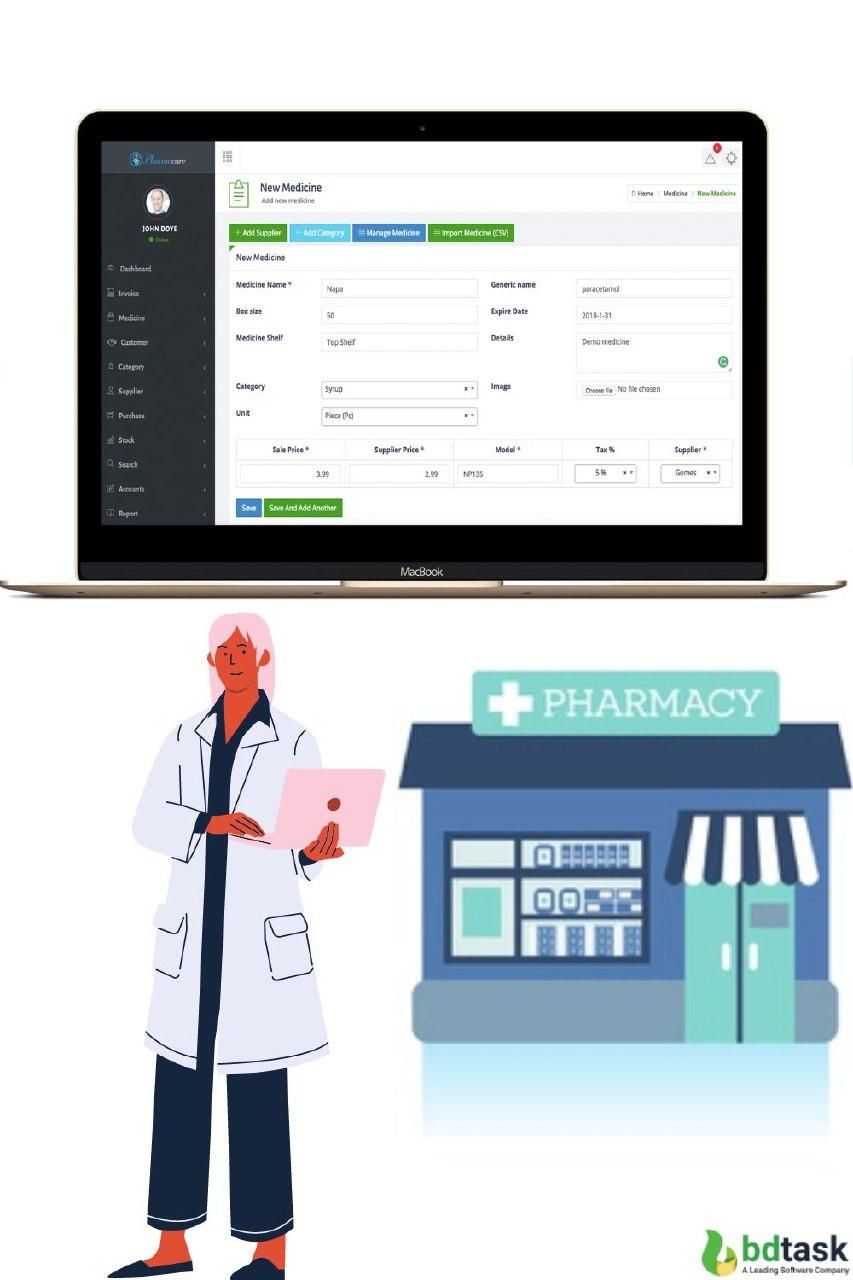 Pharmacare
JOHN DOYE
Online
Dashboard
Invoice
Medicine
Customer
Category
Supplier
Purchase
Stock
Search
Accounts
Report
New Medicine
Add new medicine
Home / Medicine / New Medicine
+ Add Supplier + Add Category Manage Medicine Import Medicine (CSV)
New Medicine
Medicine Name * Napa Generic name paracetamol
Box size 50 Expire Date 2018-1-31
Medicine Shelf Top Shelf Details Demo medicine
Category Syrup × Image Choose file No file chosen
Unit Piece (Pc) ×
Sale Price * Supplier Price * Model * Tax % Supplier *
3.99 2.99 NP135 5% × Gomes ×
Save Save And Add Another
MacBook
PHARMACY
bdtask
A Leading Software Company